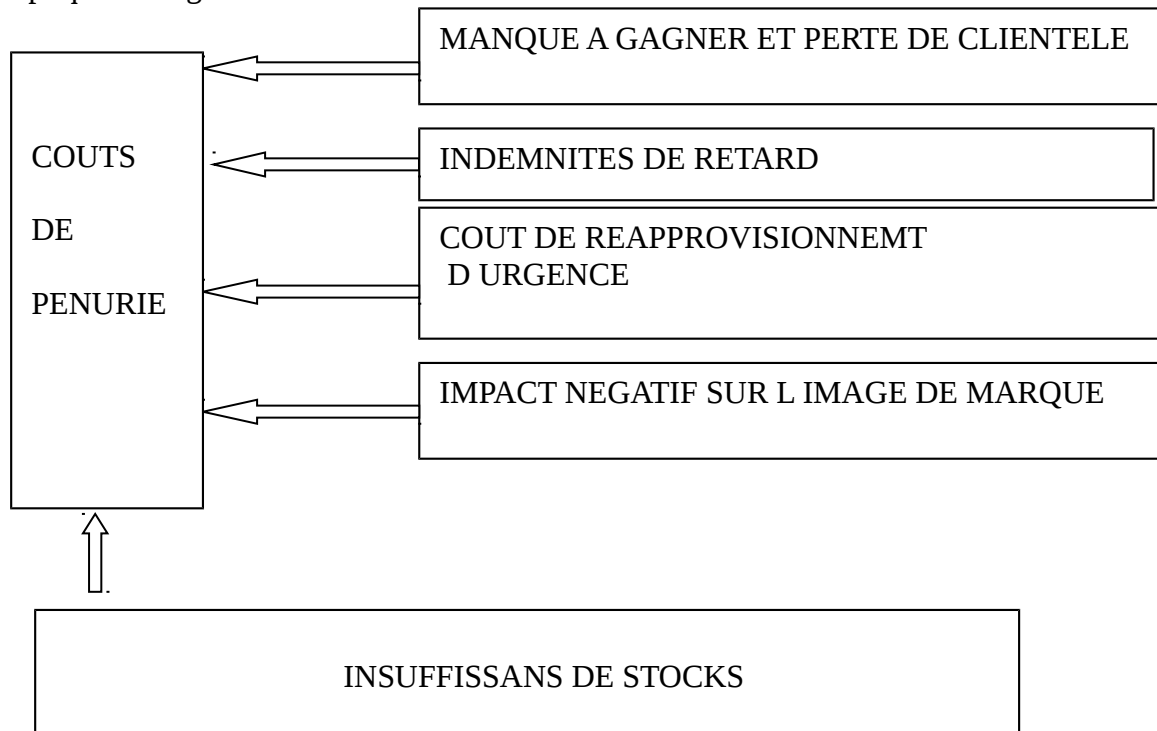 MANQUE A GAGNER ET PERTE DE CLIENTELE
COUTS
DE
PENURIE
INDEMNITES DE RETARD
COUT DE REAPPROVISIONNEMT
D URGENCE
IMPACT NEGATIF SUR L IMAGE DE MARQUE
INSUFFISSANS DE STOCKS